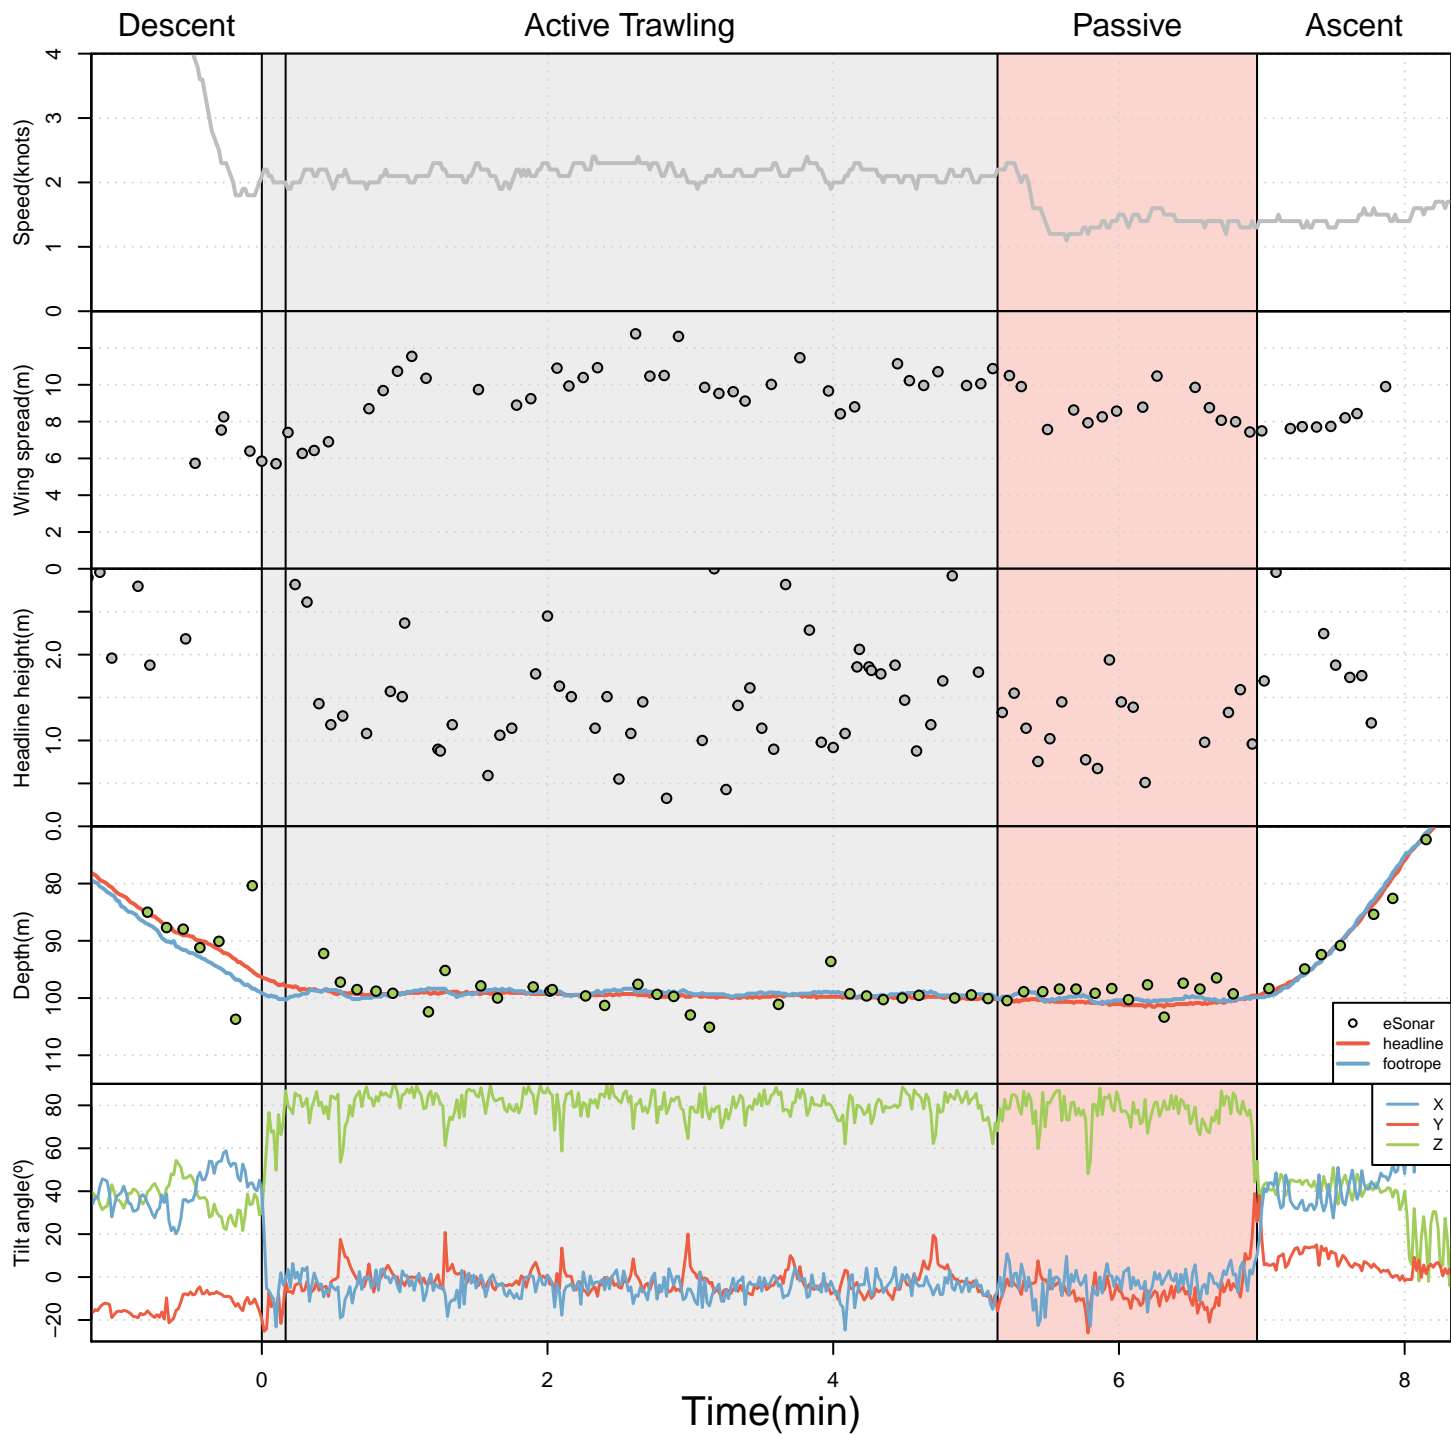 Descent Active Trawling Passive Ascent
Speed(knots)
4
3
2
1
0
Wing spread(m)
10
8
6
4
2
0
Headline height(m)
2.0
1.0
0.0
Depth(m)
80
90
100
110
eSonar
headline
footrope
Tilt angle(º)
80
60
40
20
0
−20
X
Y
Z
0 2 4 6 8
Time(min)